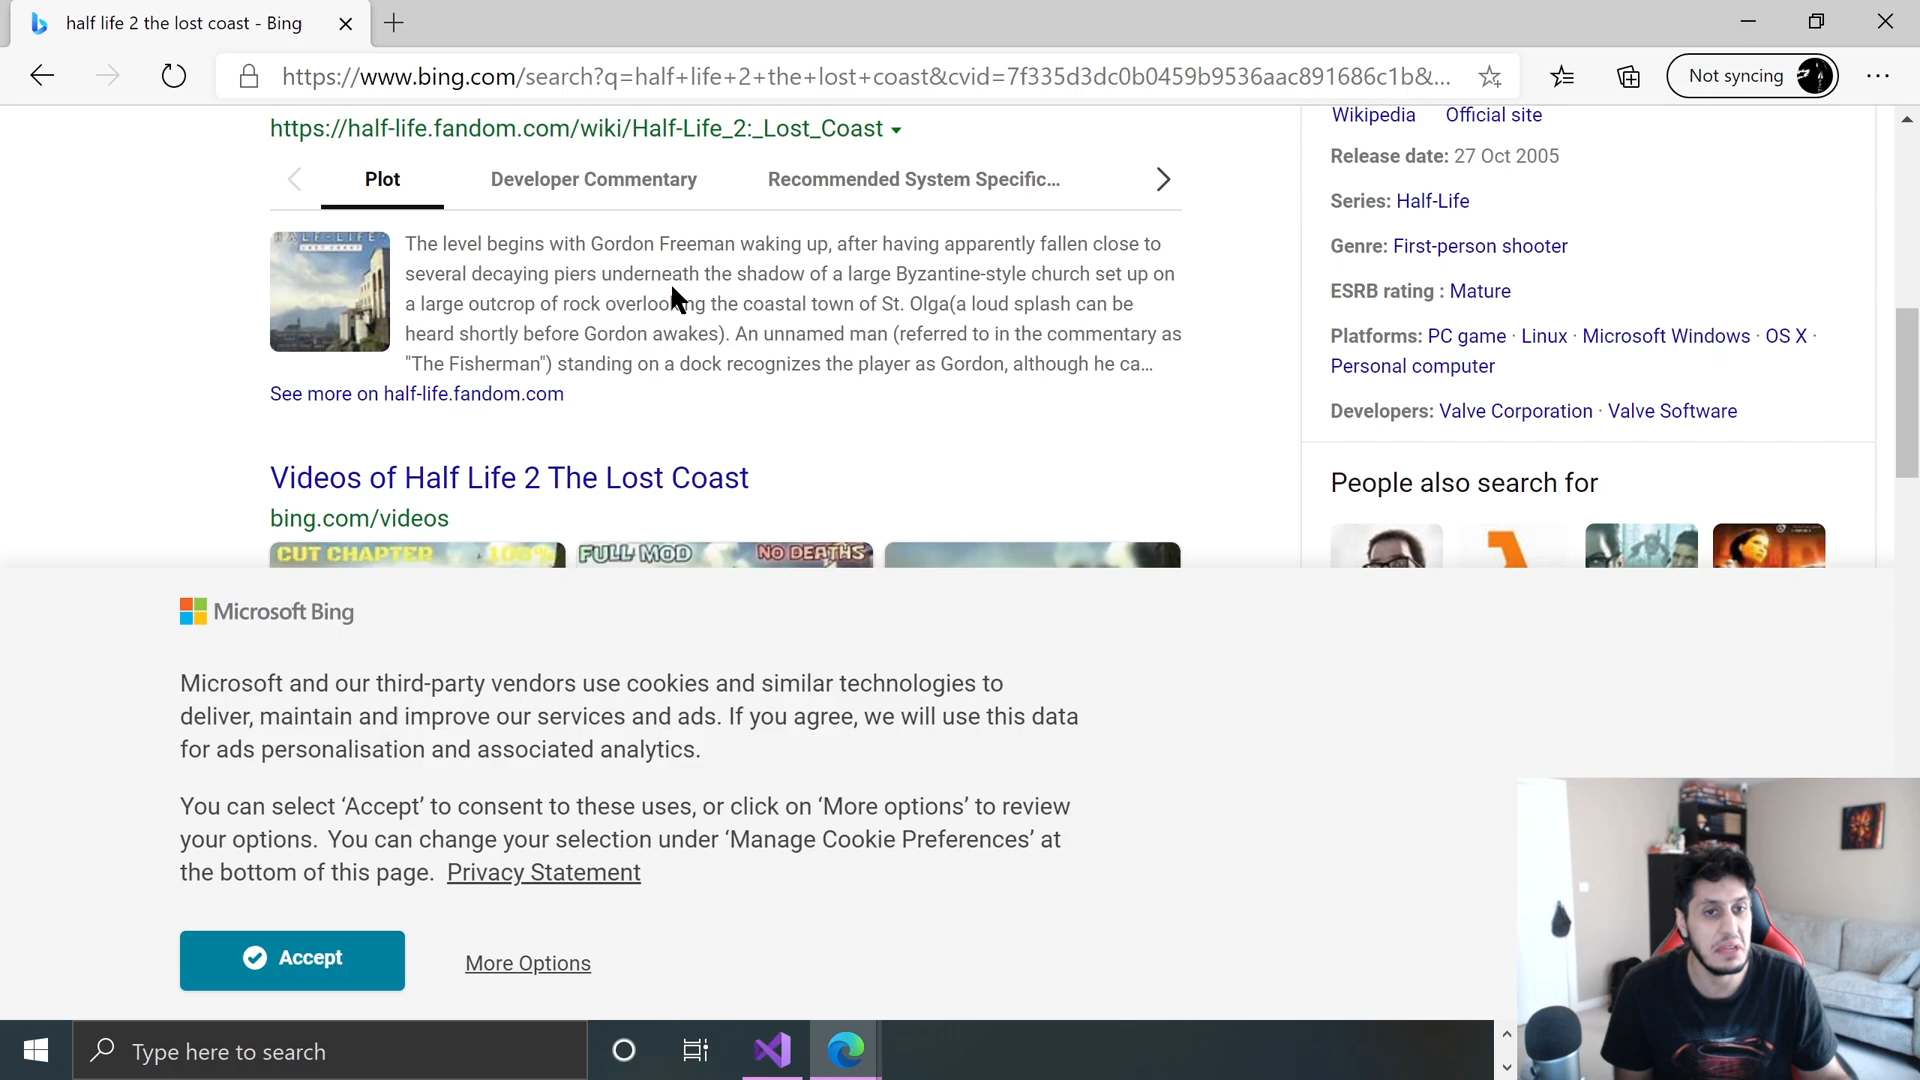 half life 2 the lost coast - Bing
https://www.bing.com/search?q=half+life+2+the+lost+coast&cvid=7f335d3dc0b0459b9536aac891686c1b&...
Not syncing
https://half-life.fandom.com/wiki/Half-Life_2:_Lost_Coast
Plot
Developer Commentary
Recommended System Specific...
HALF-LIFE²
LOST COAST
The level begins with Gordon Freeman waking up, after having apparently fallen close to
several decaying piers underneath the shadow of a large Byzantine-style church set up on
a large outcrop of rock overlooking the coastal town of St. Olga(a loud splash can be
heard shortly before Gordon awakes). An unnamed man (referred to in the commentary as
"The Fisherman") standing on a dock recognizes the player as Gordon, although he ca...
See more on half-life.fandom.com
Videos of Half Life 2 The Lost Coast
bing.com/videos
CUT CHAPTER 100%
FULL MOD NO DEATHS
Wikipedia Official site
Release date: 27 Oct 2005
Series: Half-Life
Genre: First-person shooter
ESRB rating : Mature
Platforms: PC game · Linux · Microsoft Windows · OS X ·
Personal computer
Developers: Valve Corporation · Valve Software
People also search for
Microsoft Bing
Microsoft and our third-party vendors use cookies and similar technologies to
deliver, maintain and improve our services and ads. If you agree, we will use this data
for ads personalisation and associated analytics.
You can select ‘Accept’ to consent to these uses, or click on ‘More options’ to review
your options. You can change your selection under ‘Manage Cookie Preferences’ at
the bottom of this page. Privacy Statement
Accept
More Options
Type here to search